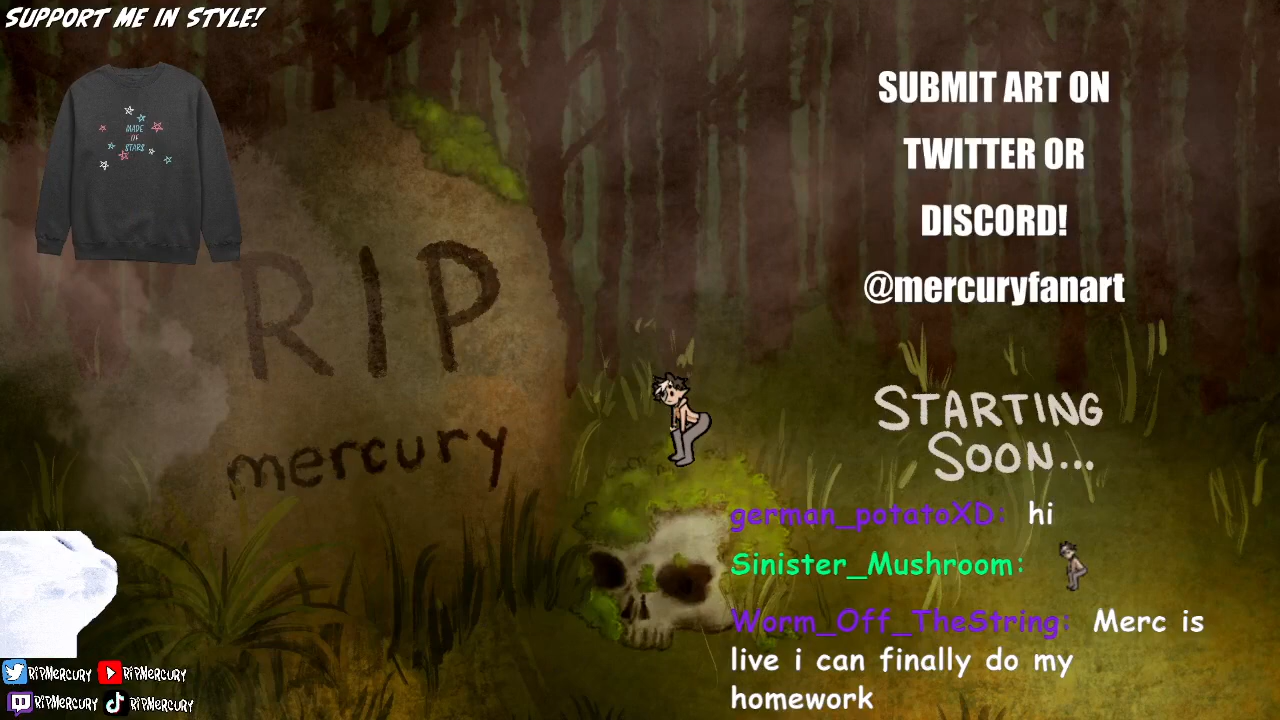 SUPPORT ME IN STYLE!
MADE
OF
STARS
SUBMIT ART ON
TWITTER OR
DISCORD!
@mercuryfanart
RIP
mercury
STARTING
SOON...
german_potatoXD: hi
Sinister_Mushroom:
Worm_Off_TheString: Merc is
live i can finally do my
homework
RIPMERCURY RIPMERCURY
RIPMERCURY RIPMERCURY